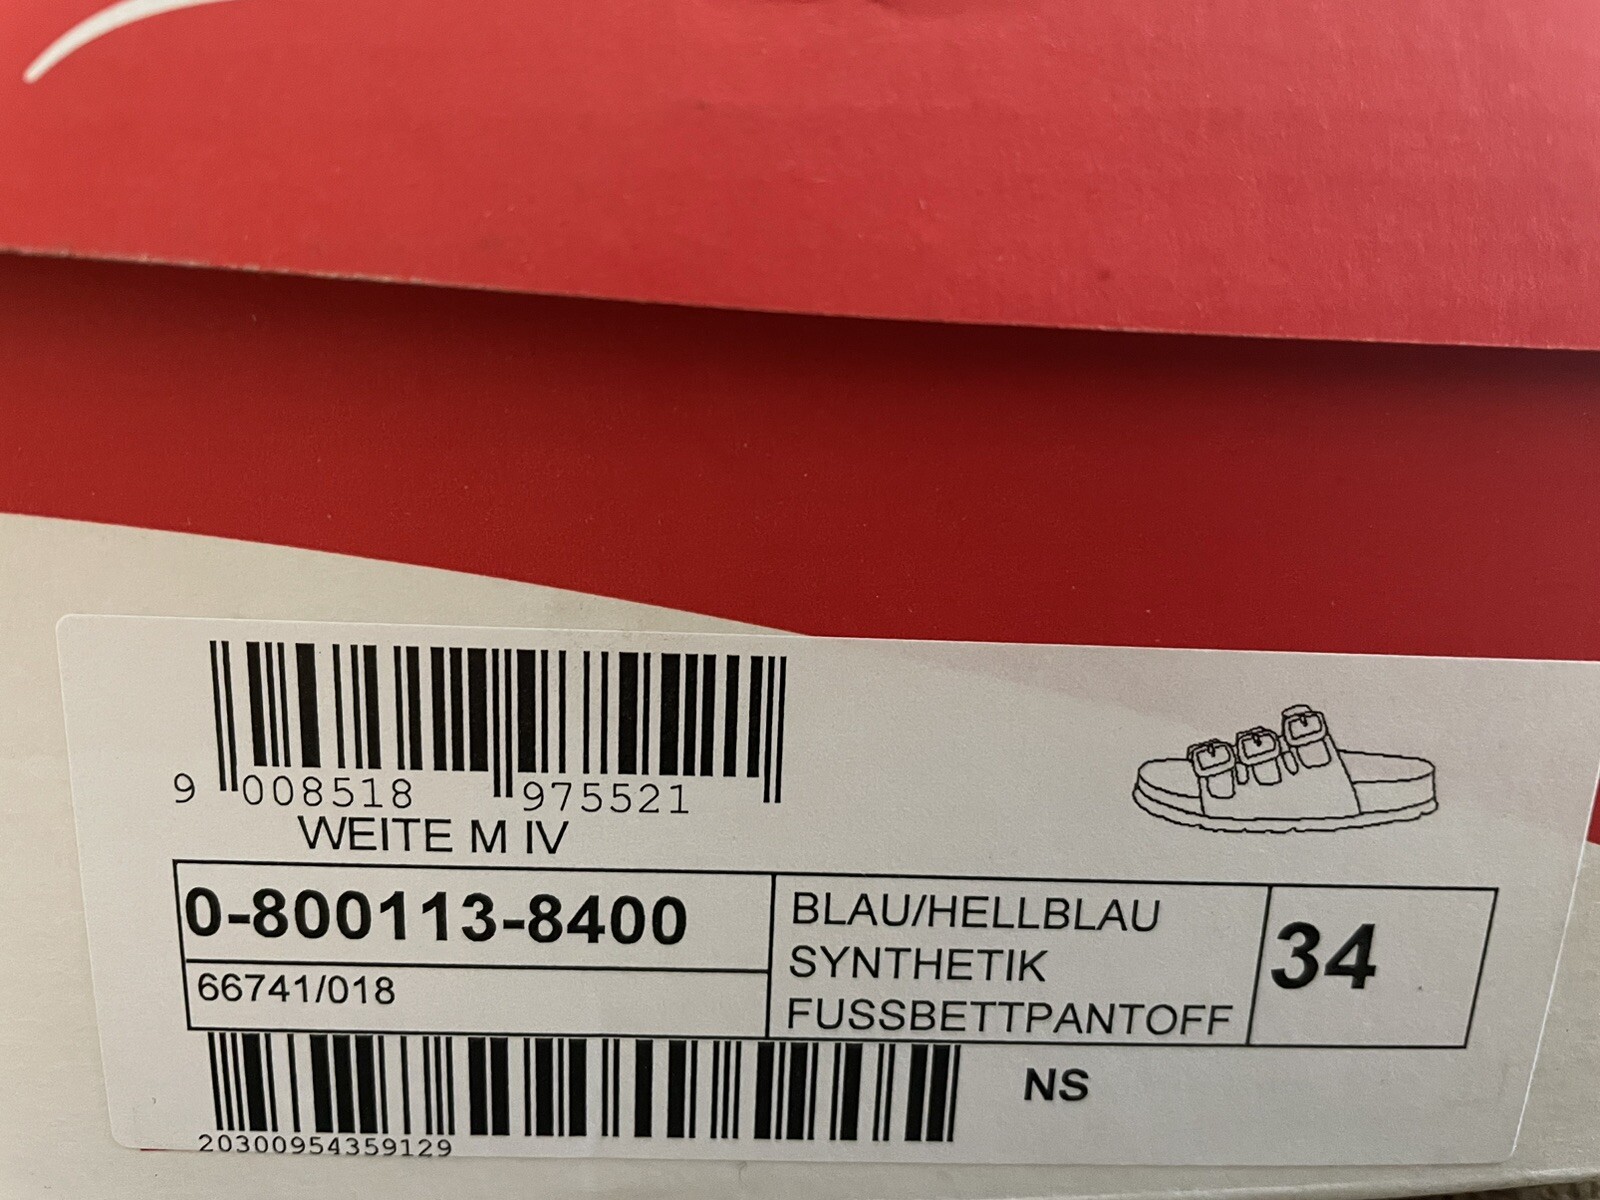 9 008518 975521
WEITE M IV
0-800113-8400
66741/018
BLAU/HELLBLAU
SYNTHETIK
FUSSBETTPANTOFF
34
NS
20300954359129